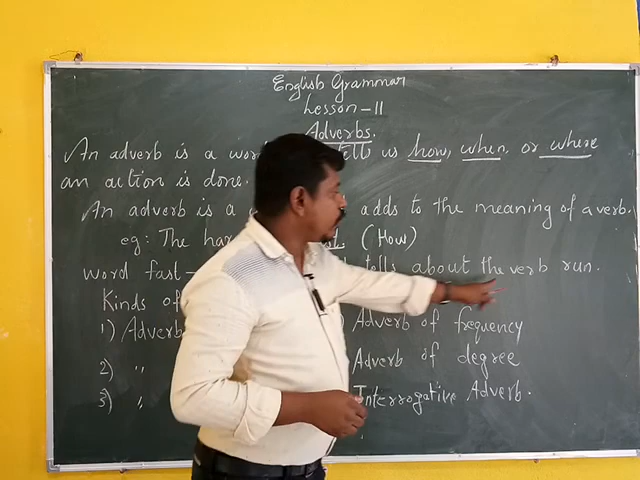 English Grammar
Lesson - 11
Adverbs.
An adverb is a tells us how, when, or where
an action is done.
An adverb is a adds to the meaning of a verb.
eg: The (How)
word fast - tells about the verb run.
Kinds of
1) Adverb Adverb of frequency
2) " Adverb of degree
3) " Interrogative Adverb.